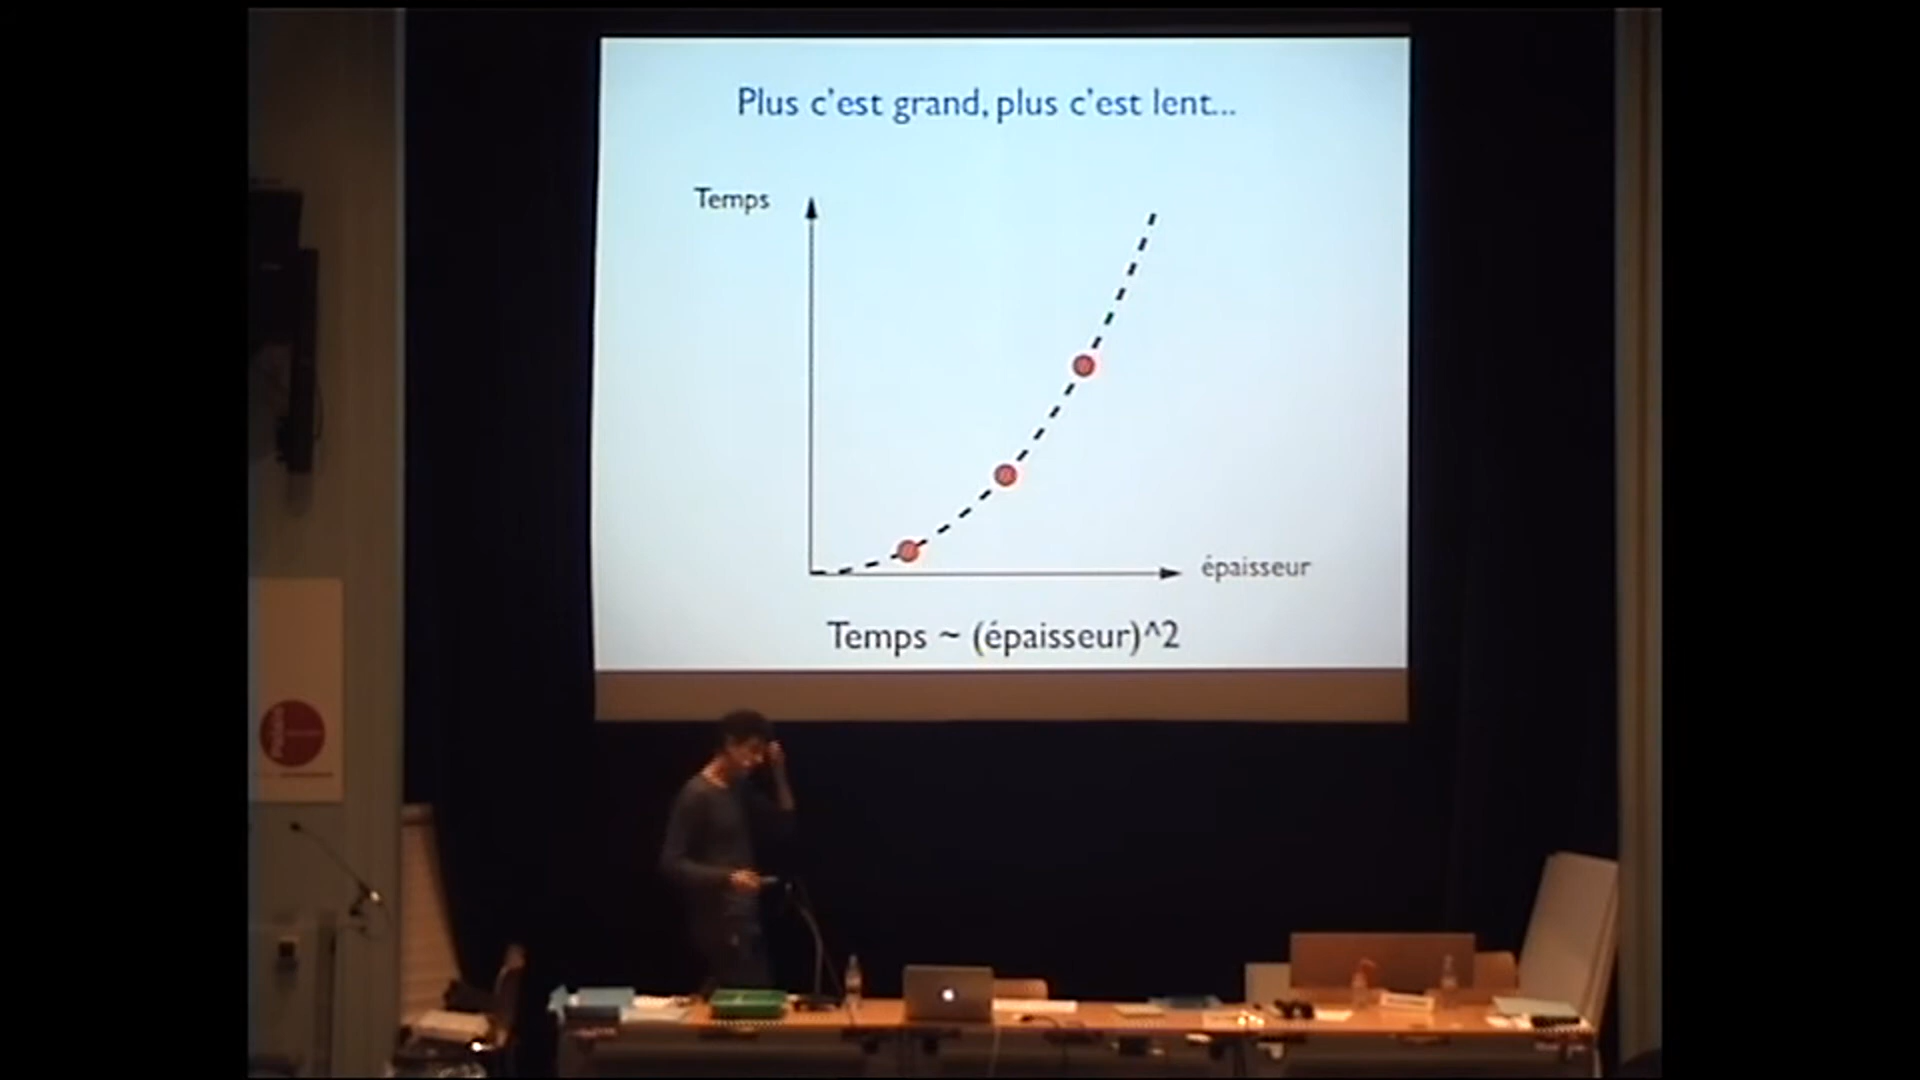 Plus c'est grand, plus c'est lent...
Temps
épaisseur
Temps ~ (épaisseur)^2